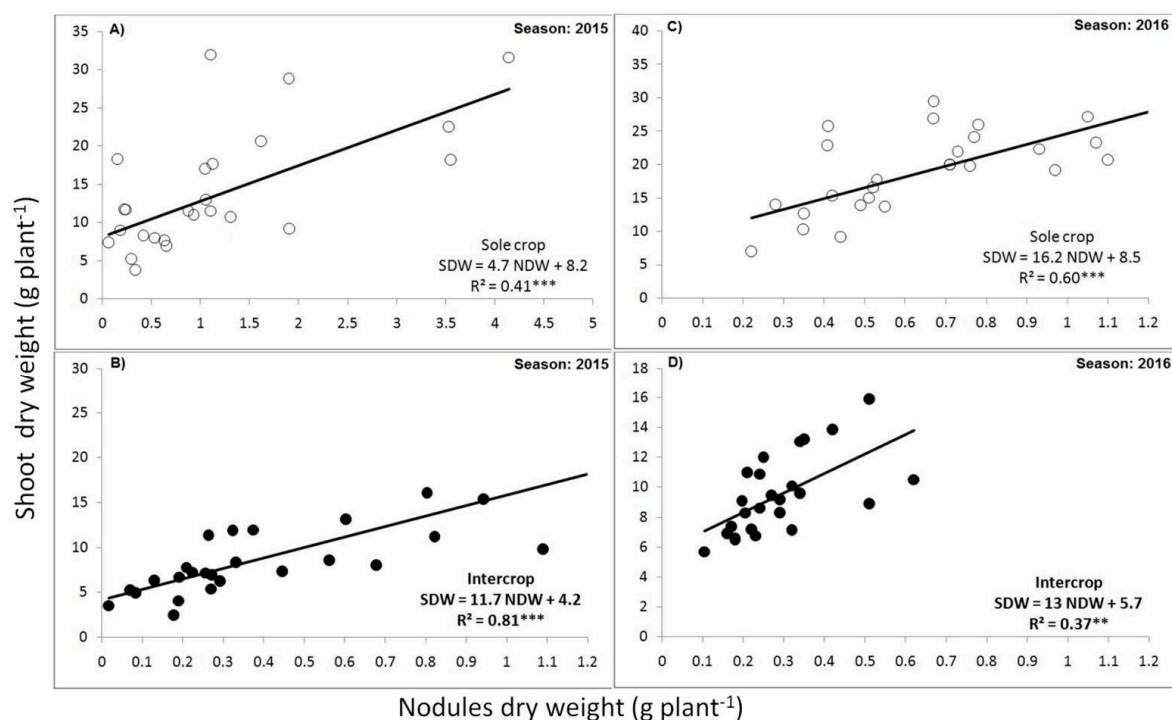 Shoot dry weight (g plant⁻¹)
A)
Season: 2015
35
30
25
20
15
10
5
0
Sole crop
SDW = 4.7 NDW + 8.2
R² = 0.41***
0 0.5 1 1.5 2 2.5 3 3.5 4 4.5 5
C)
Season: 2016
40
35
30
25
20
15
10
5
0
Sole crop
SDW = 16.2 NDW + 8.5
R² = 0.60***
0 0.1 0.2 0.3 0.4 0.5 0.6 0.7 0.8 0.9 1 1.1 1.2
B)
Season: 2015
30
25
20
15
10
5
0
Intercrop
SDW = 11.7 NDW + 4.2
R² = 0.81***
0 0.1 0.2 0.3 0.4 0.5 0.6 0.7 0.8 0.9 1 1.1 1.2
D)
Season: 2016
18
16
14
12
10
8
6
4
2
0
Intercrop
SDW = 13 NDW + 5.7
R² = 0.37**
0 0.1 0.2 0.3 0.4 0.5 0.6 0.7 0.8 0.9 1 1.1 1.2
Nodules dry weight (g plant⁻¹)